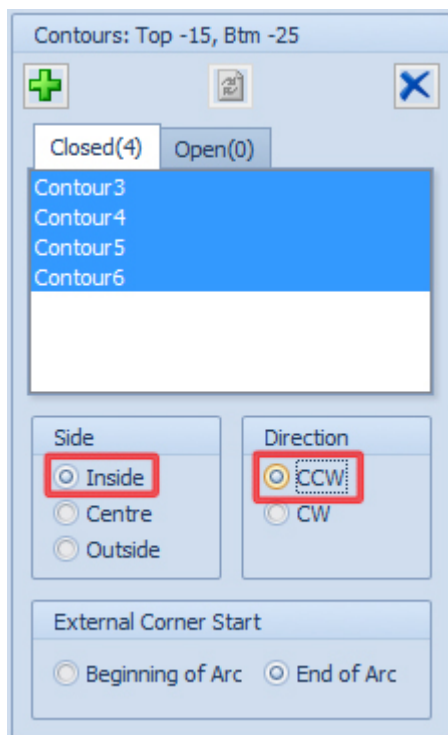 Contours: Top -15, Btm -25
Closed(4) Open(0)
Contour3
Contour4
Contour5
Contour6
Side
Inside
Centre
Outside
Direction
CCW
CW
External Corner Start
Beginning of Arc End of Arc